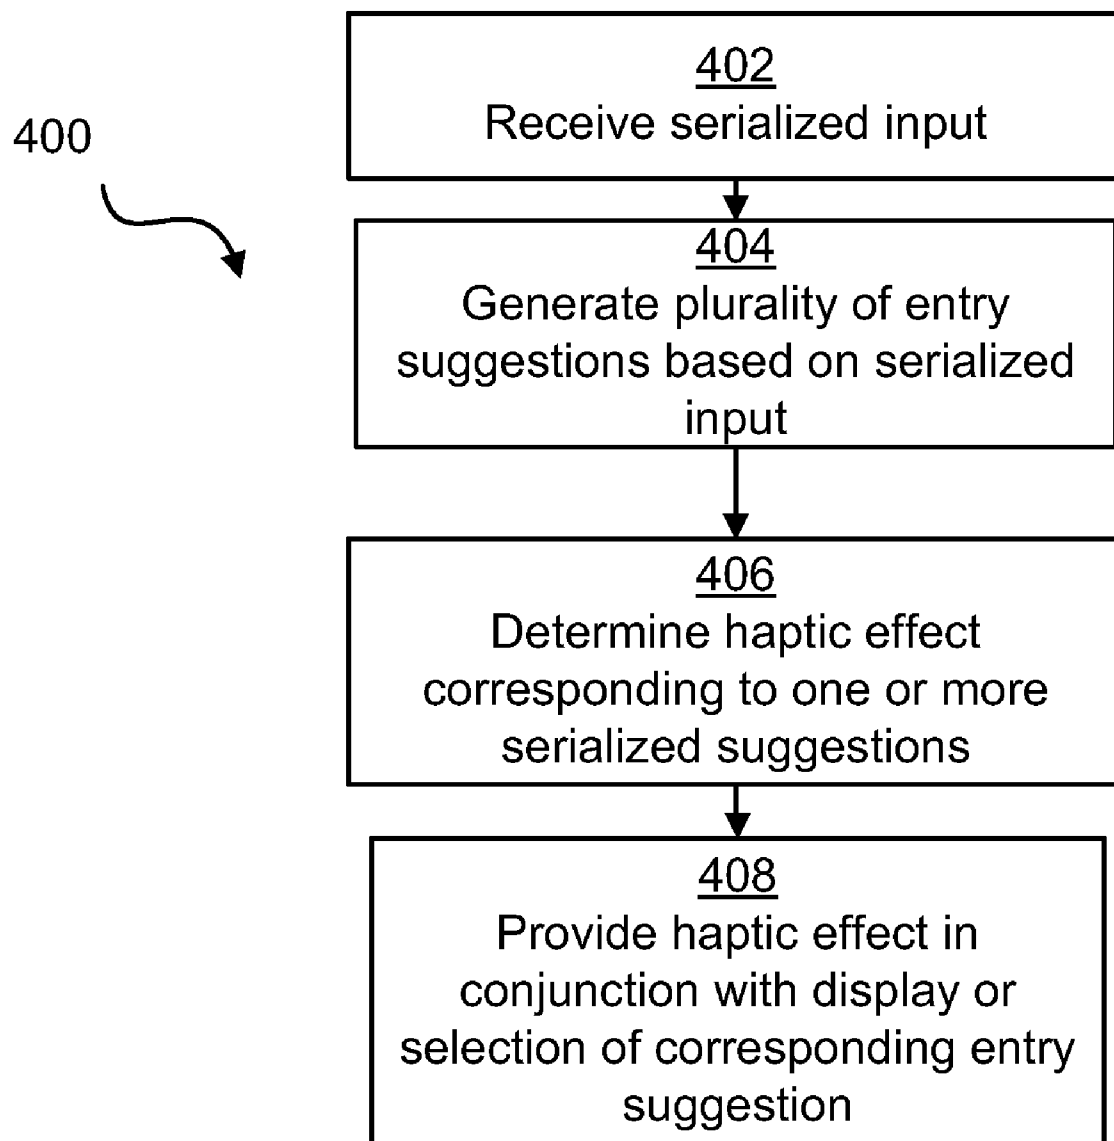 402
Receive serialized input
400
404
Generate plurality of entry
suggestions based on serialized
input
406
Determine haptic effect
corresponding to one or more
serialized suggestions
408
Provide haptic effect in
conjunction with display or
selection of corresponding entry
suggestion